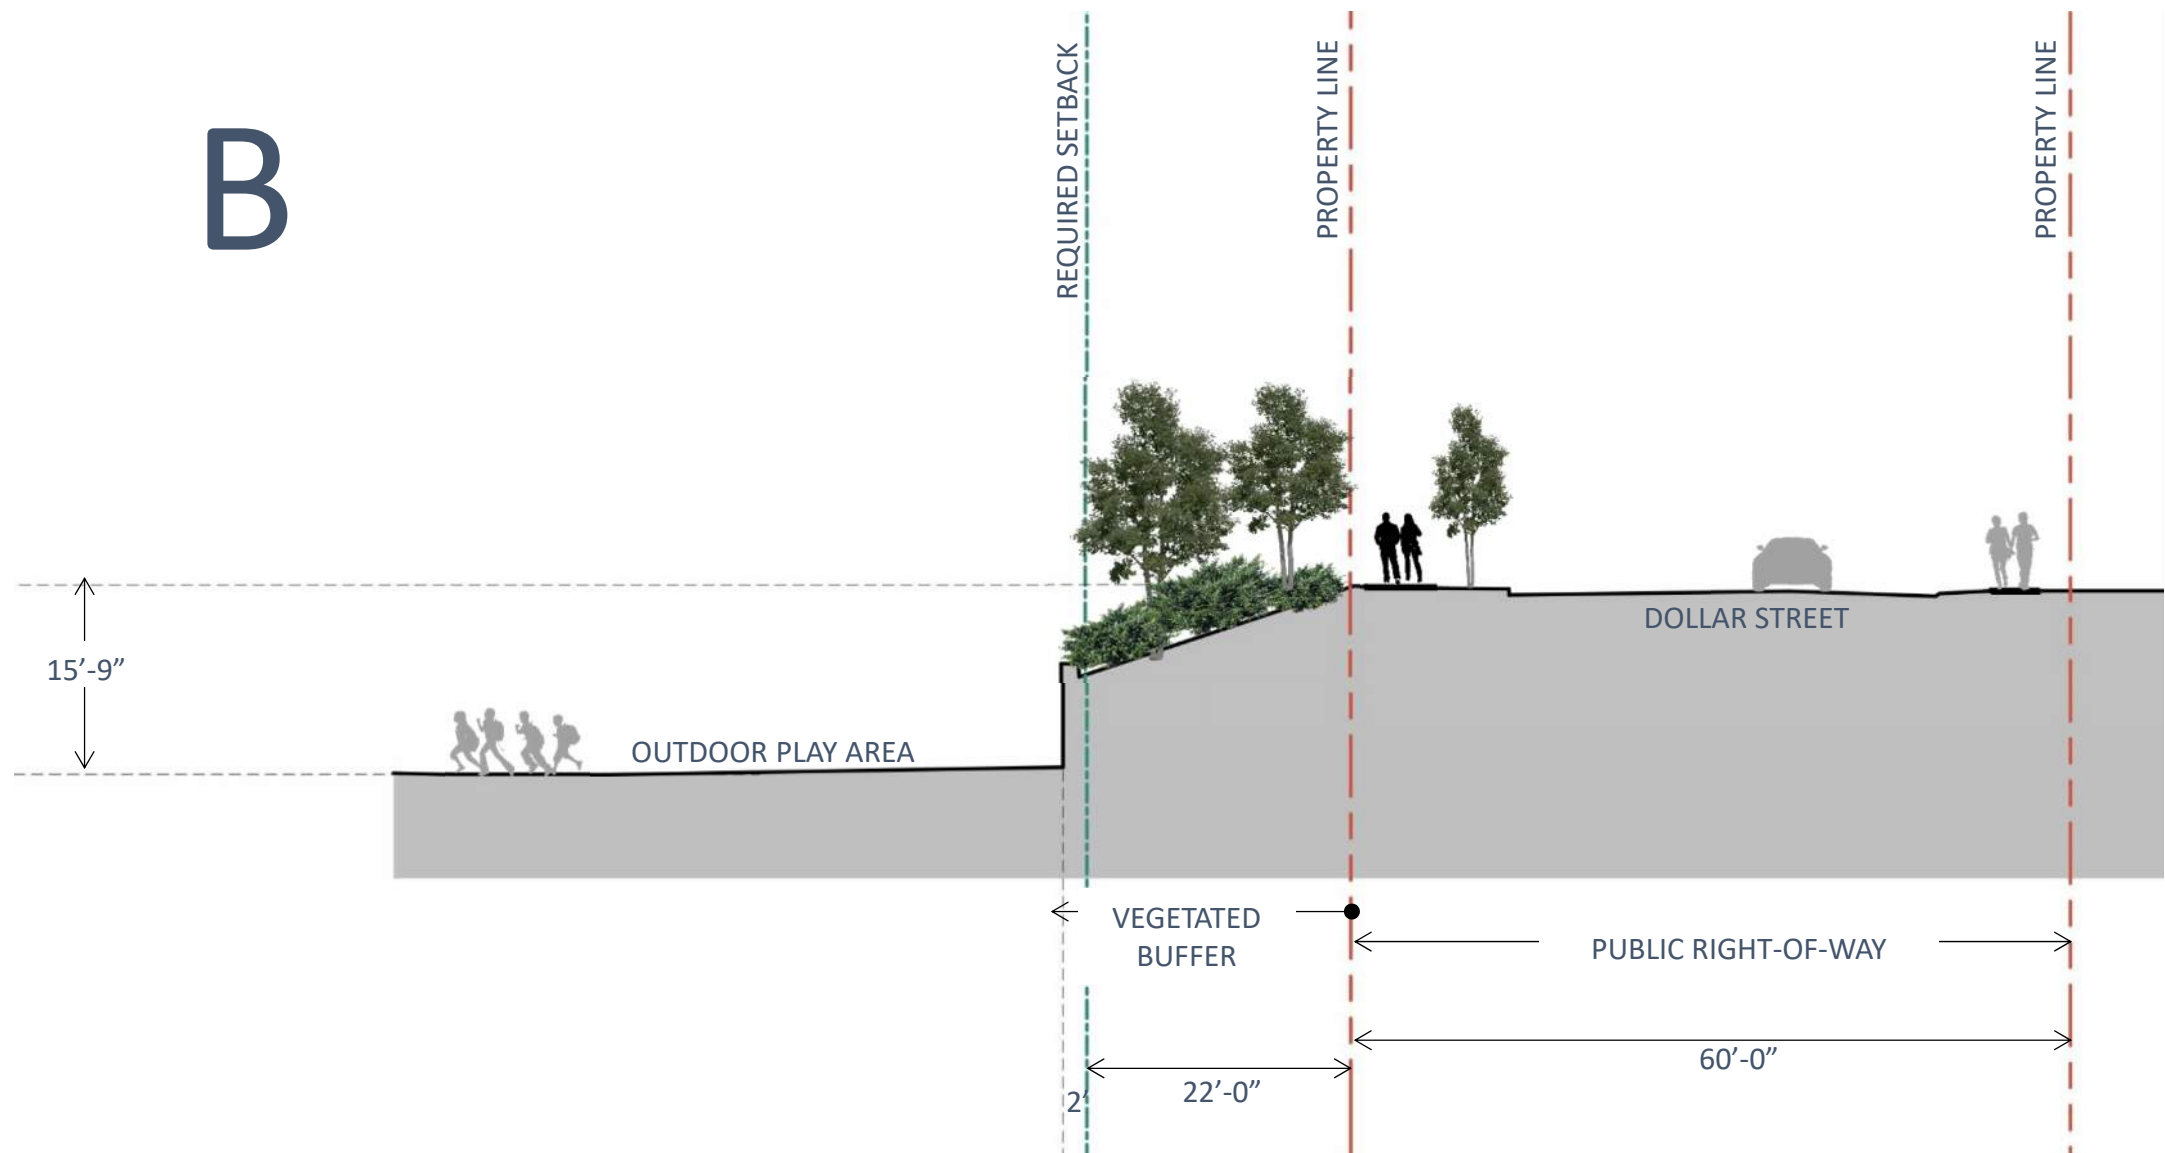 B
REQUIRED SETBACK
PROPERTY LINE
PROPERTY LINE
15’-9”
DOLLAR STREET
OUTDOOR PLAY AREA
VEGETATED
BUFFER
PUBLIC RIGHT-OF-WAY
60’-0”
22’-0”
2’